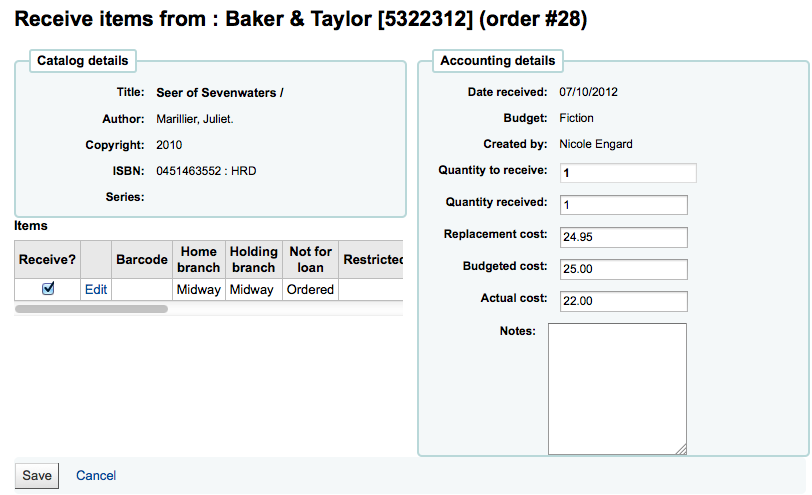 Receive items from : Baker & Taylor [5322312] (order #28)
Catalog details
Title: Seer of Sevenwaters /
Author: Marillier, Juliet.
Copyright: 2010
ISBN: 0451463552 : HRD
Series:
Items
Receive? Barcode Home branch Holding branch Not for loan Restricted
Edit Midway Midway Ordered
Accounting details
Date received: 07/10/2012
Budget: Fiction
Created by: Nicole Engard
Quantity to receive: 1
Quantity received: 1
Replacement cost: 24.95
Budgeted cost: 25.00
Actual cost: 22.00
Notes:
Save Cancel